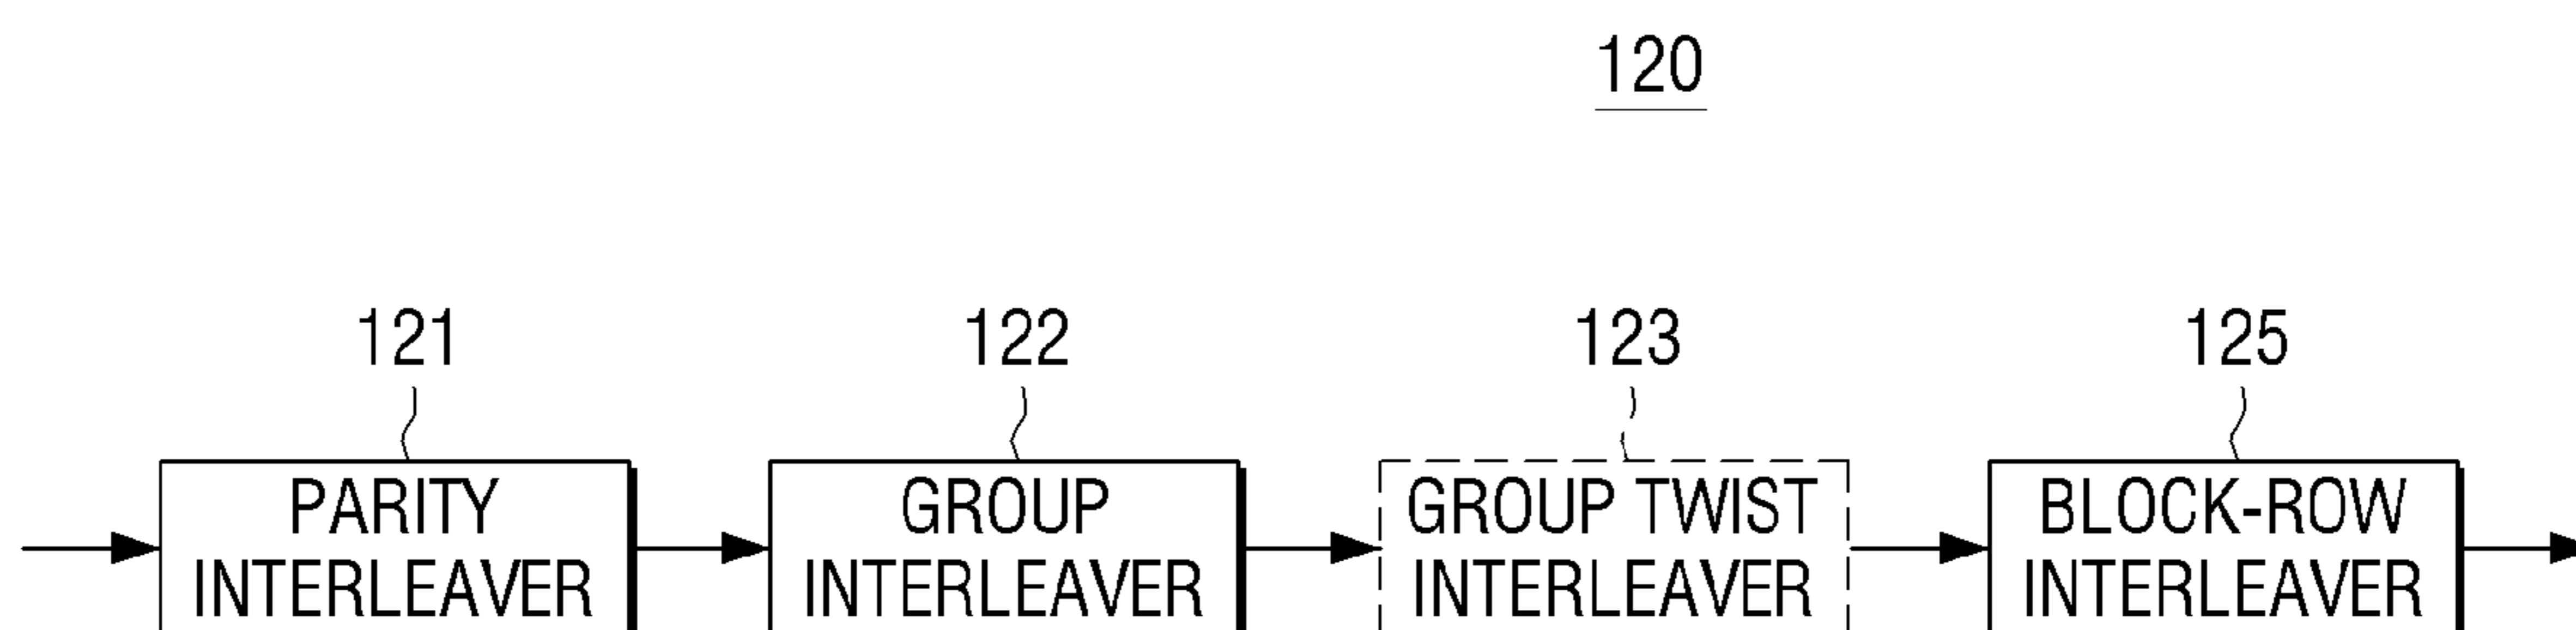 120
121
122
123
125
PARITY
INTERLEAVER
GROUP
INTERLEAVER
GROUP TWIST
INTERLEAVER
BLOCK-ROW
INTERLEAVER